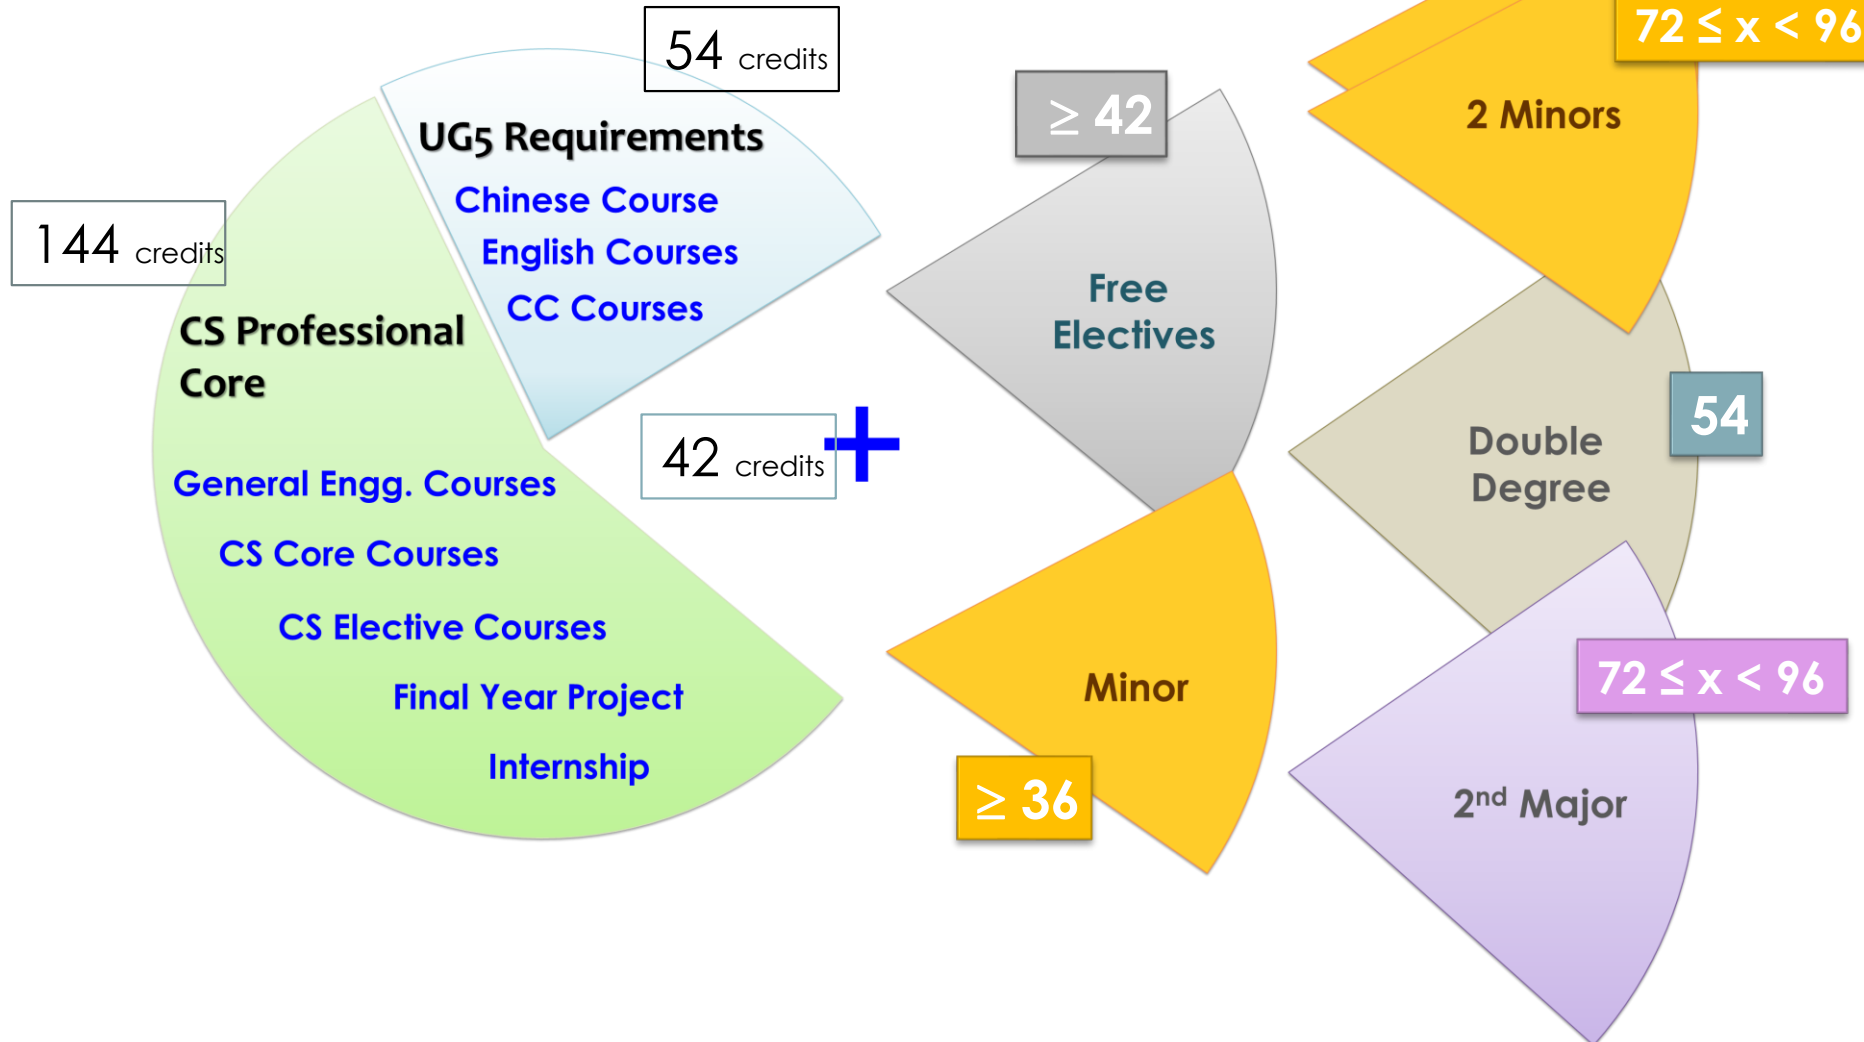 54 credits
UG5 Requirements
Chinese Course
English Courses
CC Courses
144 credits
CS Professional
Core
General Engg. Courses
CS Core Courses
CS Elective Courses
Final Year Project
Internship
42 credits
+
≥ 42
Free
Electives
Minor
≥ 36
72 ≤ x < 96
2 Minors
Double
Degree
54
72 ≤ x < 96
2nd Major